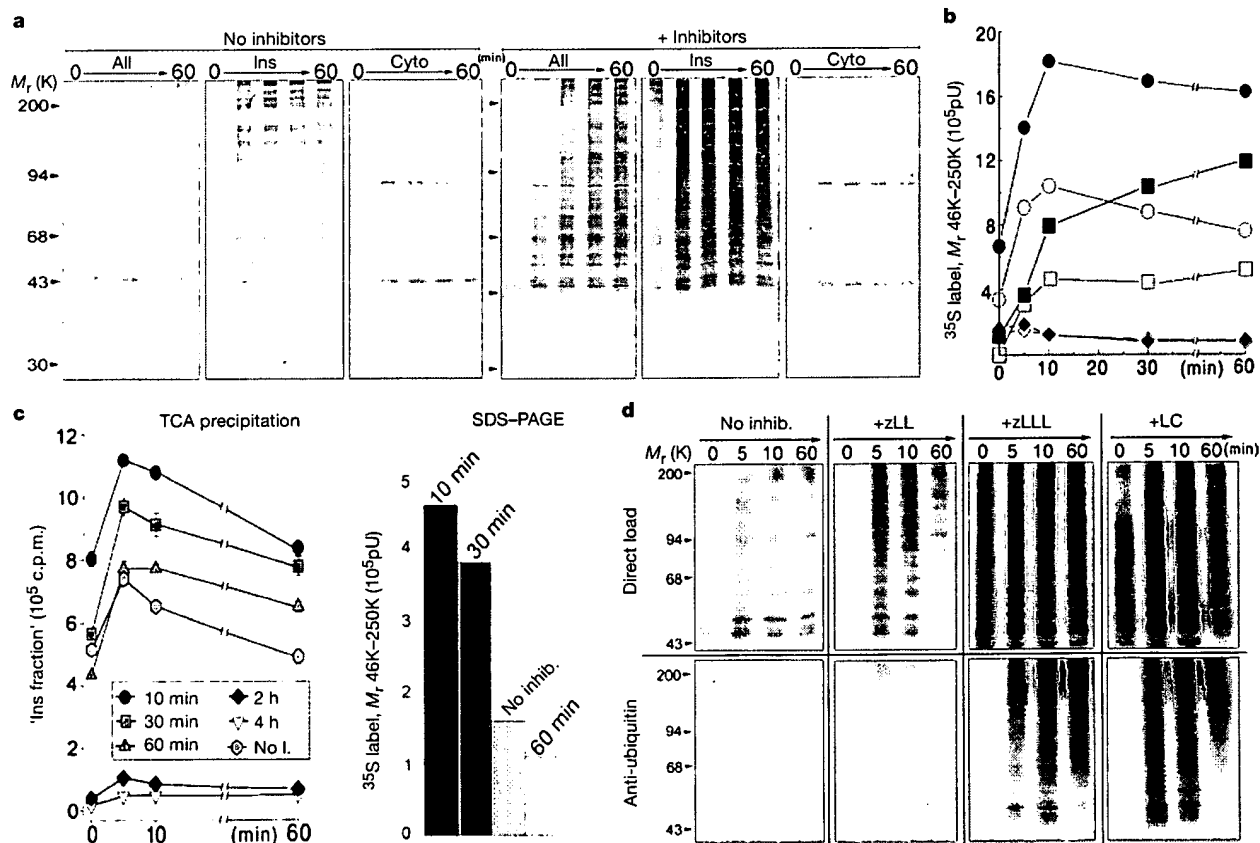 a
No inhibitors
+ Inhibitors
0 All 60
0 Ins 60
0 Cyto 60
(min)
0 All 60
0 Ins 60
0 Cyto 60
Mr (K)
200
94
68
43
30
b
35S label, Mr 46K–250K (10^5pU)
20
16
12
8
4
0 10 20 30 (min) 60
c
TCA precipitation
'Ins fraction' (10^5 c.p.m.)
12
10
8
6
4
2
0
10 min
30 min
60 min
2 h
4 h
No I.
0 10 (min) 60
SDS–PAGE
35S label, Mr 46K–250K (10^5pU)
5
4
3
2
1
0
10 min
30 min
No inhib.
60 min
d
No inhib.
+zLL
+zLLL
+LC
Mr (K)
0 5 10 60
0 5 10 60
0 5 10 60
0 5 10 60 (min)
Direct load
200
94
68
43
Anti-ubiquitin
200
94
68
43